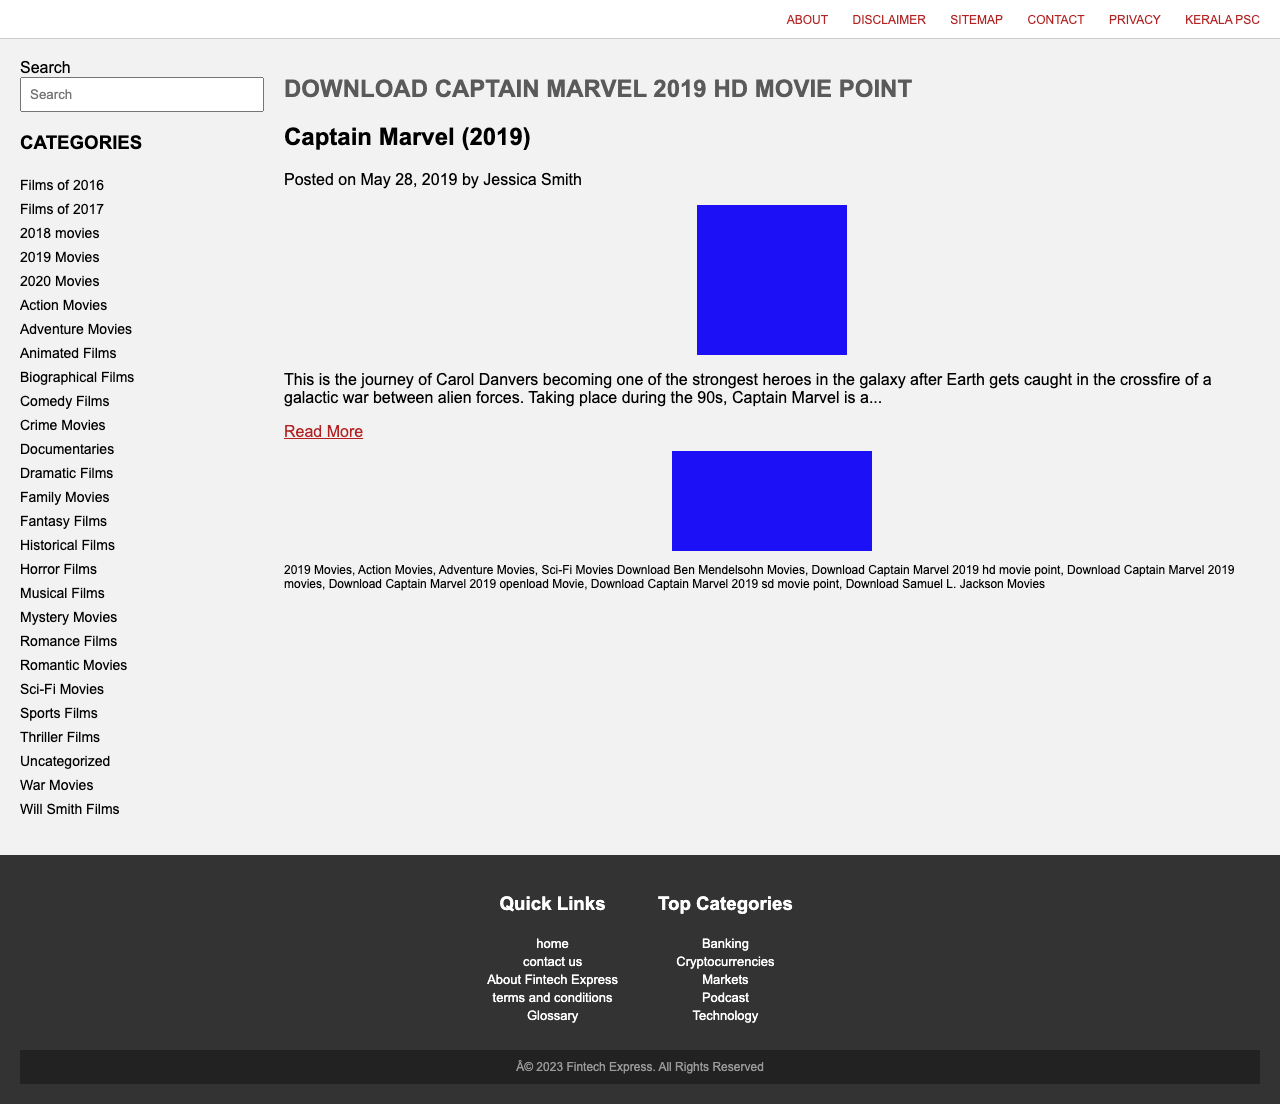 ABOUT DISCLAIMER SITEMAP CONTACT PRIVACY KERALA PSC
Search
Search
CATEGORIES
Films of 2016
Films of 2017
2018 movies
2019 Movies
2020 Movies
Action Movies
Adventure Movies
Animated Films
Biographical Films
Comedy Films
Crime Movies
Documentaries
Dramatic Films
Family Movies
Fantasy Films
Historical Films
Horror Films
Musical Films
Mystery Movies
Romance Films
Romantic Movies
Sci-Fi Movies
Sports Films
Thriller Films
Uncategorized
War Movies
Will Smith Films
DOWNLOAD CAPTAIN MARVEL 2019 HD MOVIE POINT
Captain Marvel (2019)
Posted on May 28, 2019 by Jessica Smith
This is the journey of Carol Danvers becoming one of the strongest heroes in the galaxy after Earth gets caught in the crossfire of a
galactic war between alien forces. Taking place during the 90s, Captain Marvel is a...
Read More
2019 Movies, Action Movies, Adventure Movies, Sci-Fi Movies Download Ben Mendelsohn Movies, Download Captain Marvel 2019 hd movie point, Download Captain Marvel 2019
movies, Download Captain Marvel 2019 openload Movie, Download Captain Marvel 2019 sd movie point, Download Samuel L. Jackson Movies
Quick Links
home
contact us
About Fintech Express
terms and conditions
Glossary
Top Categories
Banking
Cryptocurrencies
Markets
Podcast
Technology
Â© 2023 Fintech Express. All Rights Reserved